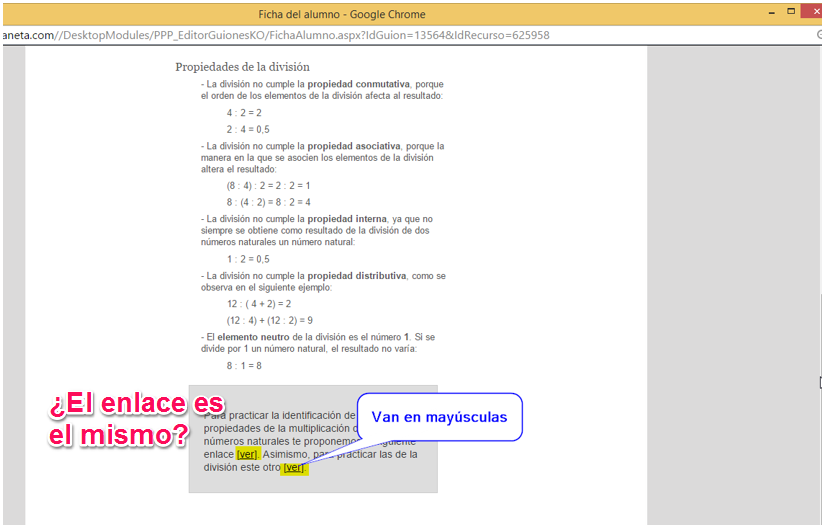 Ficha del alumno - Google Chrome
aneta.com//DesktopModules/PPP_EditorGuionesKO/FichaAlumno.aspx?IdGuion=13564&IdRecurso=625958
Propiedades de la división
- La división no cumple la propiedad conmutativa, porque
el orden de los elementos de la división afecta al resultado:
4 : 2 = 2
2 : 4 = 0,5
- La división no cumple la propiedad asociativa, porque la
manera en la que se asocien los elementos de la división
altera el resultado:
(8 : 4) : 2 = 2 : 2 = 1
8 : (4 : 2) = 8 : 2 = 4
- La división no cumple la propiedad interna, ya que no
siempre se obtiene como resultado de la división de dos
números naturales un número natural:
1 : 2 = 0,5
- La división no cumple la propiedad distributiva, como se
observa en el siguiente ejemplo:
12 : ( 4 + 2) = 2
(12 : 4) + (12 : 2) = 9
- El elemento neutro de la división es el número 1. Si se
divide por 1 un número natural, el resultado no varía:
8 : 1 = 8
Para practicar la identificación de
propiedades de la multiplicación
números naturales te proponemos
enlace [ver]. Asimismo, para practicar las de la
división este otro [ver].
¿El enlace es
el mismo?
Van en mayúsculas